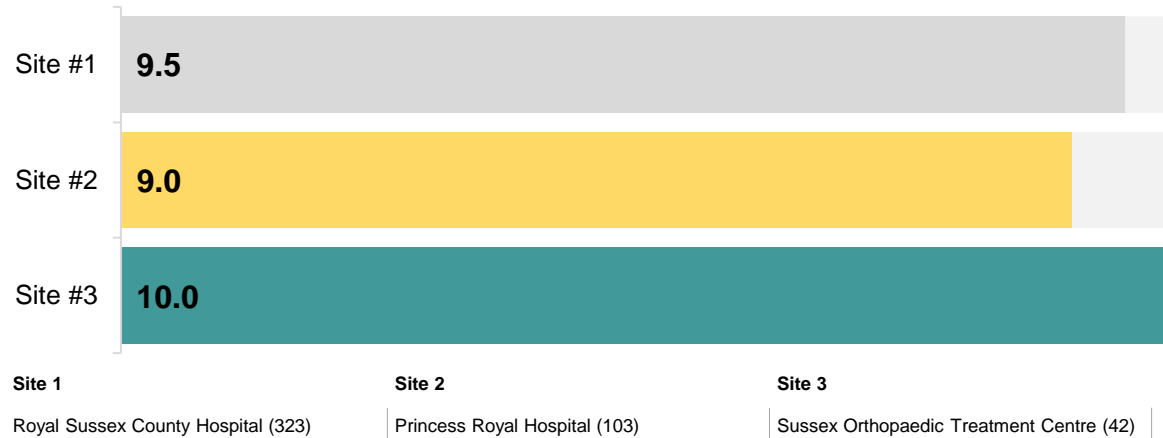 Site #1 9.5
Site #2 9.0
Site #3 10.0
Site 1 Site 2 Site 3
Royal Sussex County Hospital (323) Princess Royal Hospital (103) Sussex Orthopaedic Treatment Centre (42)